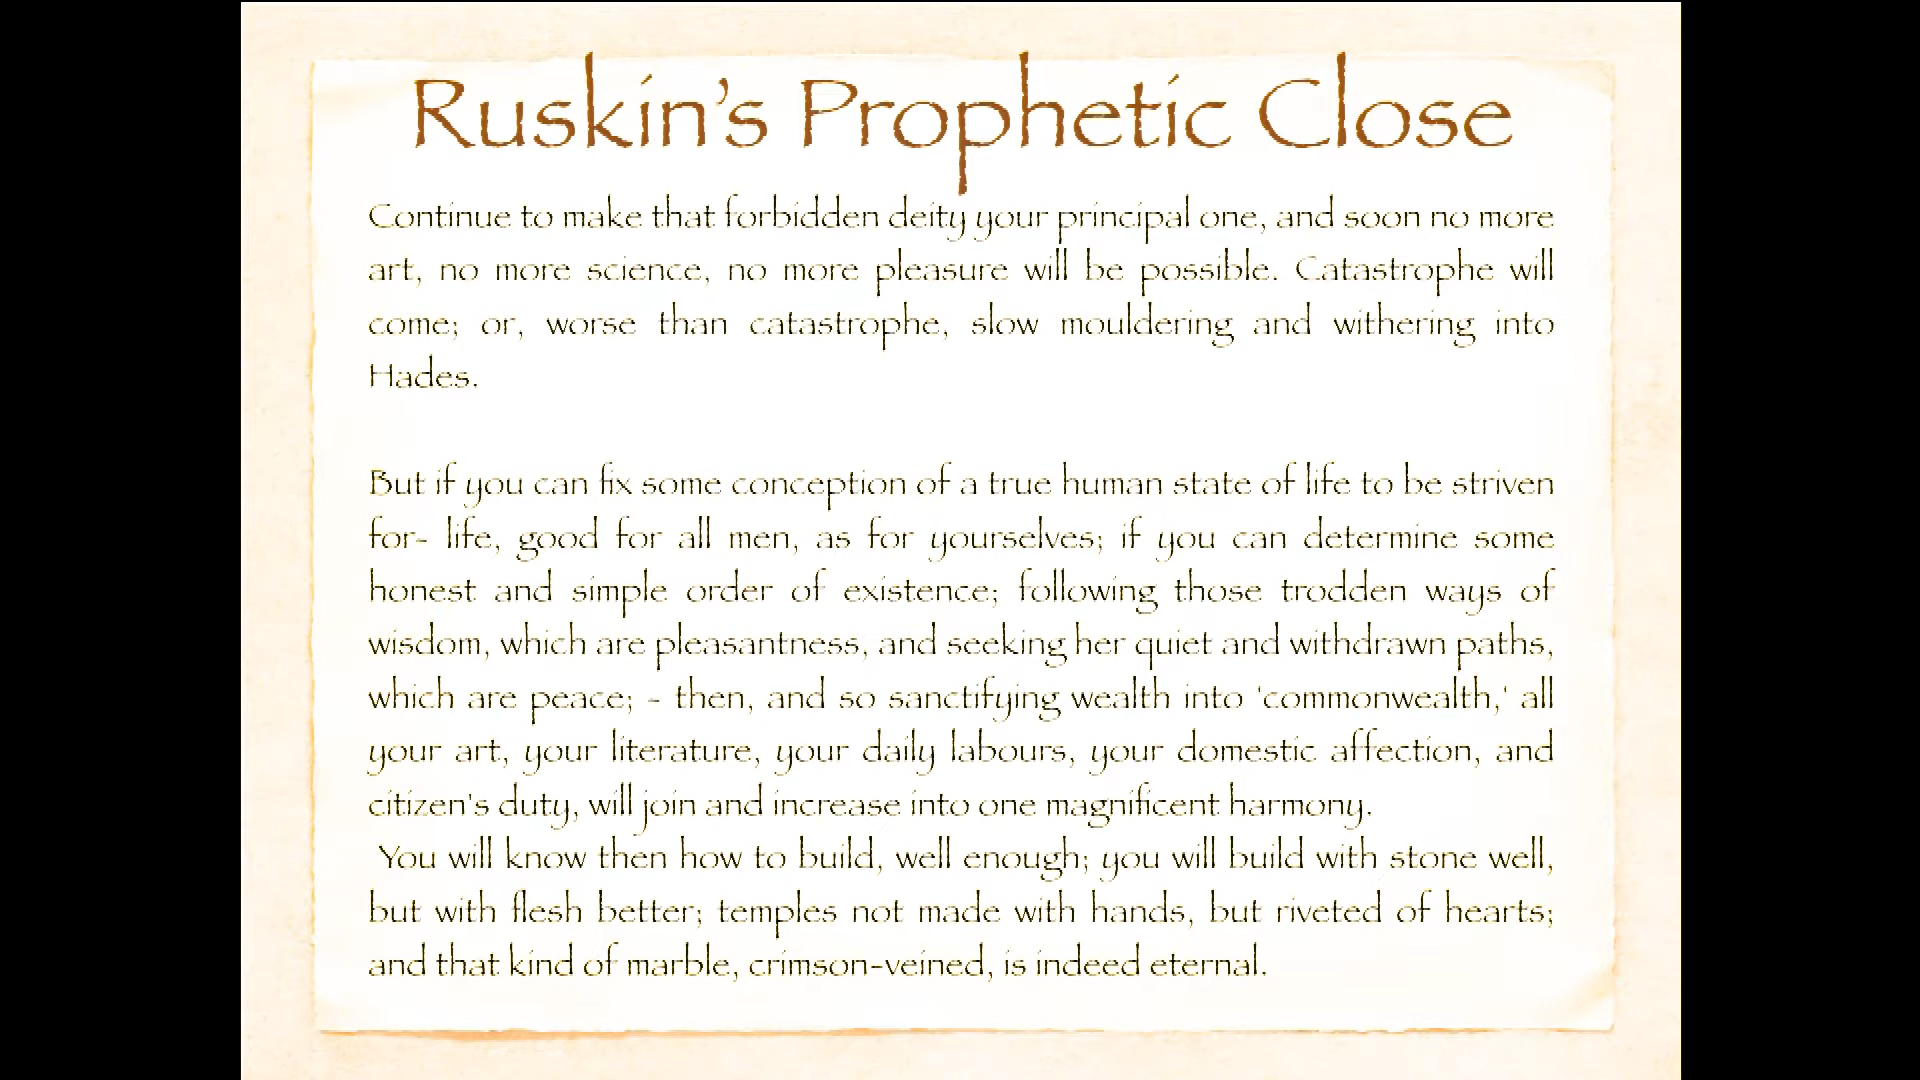 Ruskin’s Prophetic Close
Continue to make that forbidden deity your principal one, and soon no more
art, no more science, no more pleasure will be possible. Catastrophe will
come; or, worse than catastrophe, slow mouldering and withering into
Hades.
But if you can fix some conception of a true human state of life to be striven
for- life, good for all men, as for yourselves; if you can determine some
honest and simple order of existence; following those trodden ways of
wisdom, which are pleasantness, and seeking her quiet and withdrawn paths,
which are peace; - then, and so sanctifying wealth into 'commonwealth,' all
your art, your literature, your daily labours, your domestic affection, and
citizen's duty, will join and increase into one magnificent harmony.
You will know then how to build, well enough; you will build with stone well,
but with flesh better; temples not made with hands, but riveted of hearts;
and that kind of marble, crimson-veined, is indeed eternal.